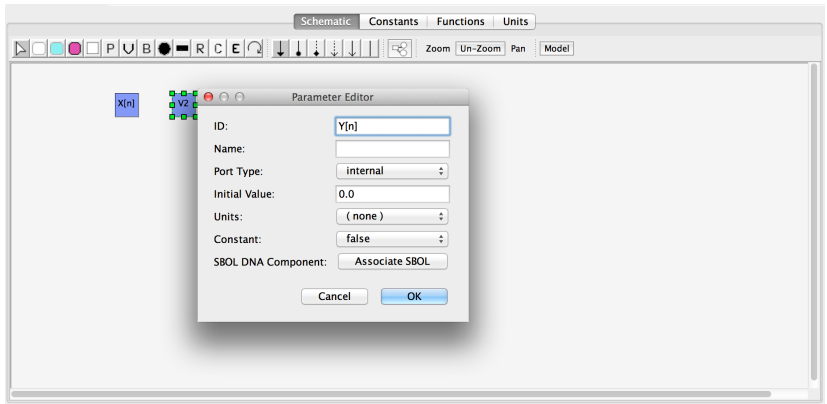 Schematic Constants Functions Units
P V B R C E Zoom Un-Zoom Pan Model
X[n] V2 Parameter Editor
ID: Y[n]
Name:
Port Type: internal
Initial Value: 0.0
Units: ( none )
Constant: false
SBOL DNA Component: Associate SBOL
Cancel OK